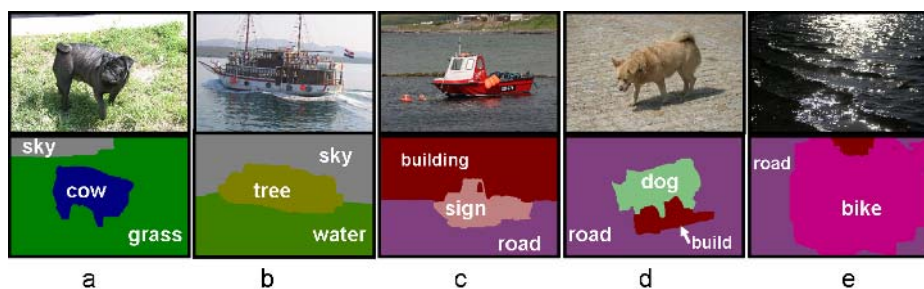 sky
cow
grass
sky
tree
water
building
sign
road
dog
road
build
road
bike
a b c d e